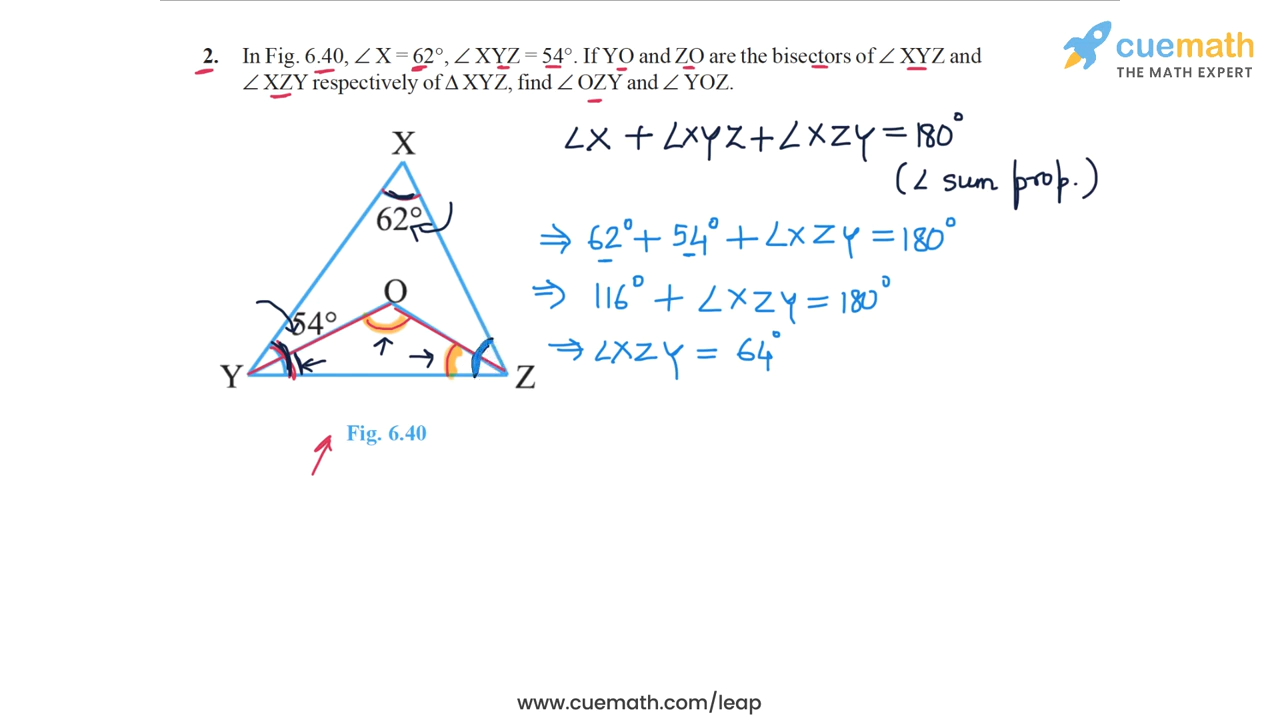 2. In Fig. 6.40, ∠ X = 62°, ∠ XYZ = 54°. If YO and ZO are the bisectors of ∠ XYZ and
∠ XZY respectively of Δ XYZ, find ∠ OZY and ∠ YOZ.
cuemath
THE MATH EXPERT
∠X + ∠XYZ + ∠XZY = 180°
(∠ sum prop.)
⇒ 62° + 54° + ∠XZY = 180°
⇒ 116° + ∠XZY = 180°
⇒ ∠XZY = 64°
X
62°
O
54°
Y
Z
Fig. 6.40
www.cuemath.com/leap